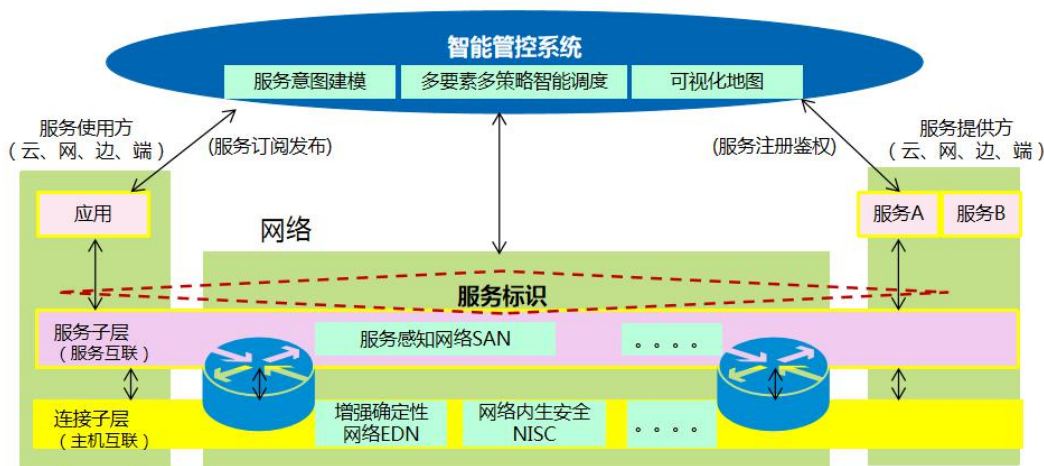 智能管控系统
服务意图建模
多要素多策略智能调度
可视化地图
服务使用方
（云、网、边、端）
(服务订阅发布)
(服务注册鉴权)
服务提供方
（云、网、边、端）
应用
网络
服务A
服务B
服务标识
服务子层
（服务互联）
服务感知网络SAN
。。。。
连接子层
（主机互联）
增强确定性
网络EDN
网络内生安全
NISC
。。。。